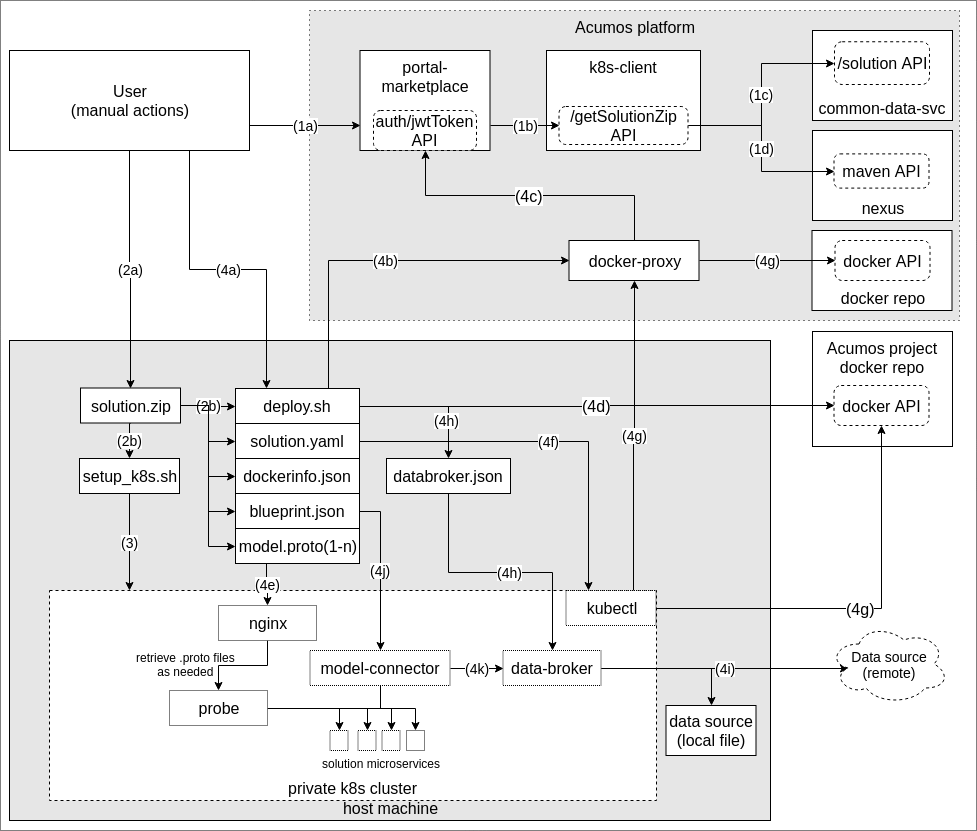 Acumos platform
User
(manual actions)
portal-
marketplace
auth/jwtToken
API
k8s-client
/getSolutionZip
API
/solution API
common-data-svc
maven API
nexus
docker API
docker repo
docker-proxy
(1a)
(1b)
(1c)
(1d)
(4c)
(4b)
(4g)
(2a)
(4a)
Acumos project
docker repo
docker API
solution.zip
(2b)
deploy.sh
(4d)
(4h)
(4g)
solution.yaml
(4f)
(2b)
setup_k8s.sh
dockerinfo.json
databroker.json
blueprint.json
model.proto(1-n)
(3)
(4e)
(4j)
(4h)
kubectl
(4g)
nginx
retrieve .proto files
as needed
model-connector
(4k)
data-broker
(4i)
Data source
(remote)
probe
data source
(local file)
solution microservices
private k8s cluster
host machine